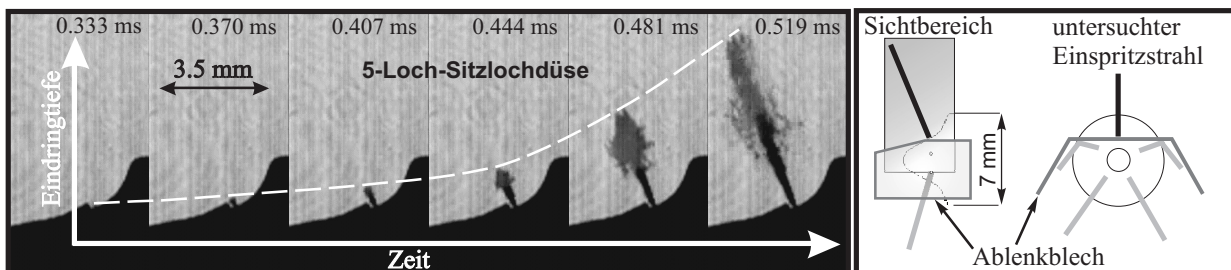 0.333 ms 0.370 ms 0.407 ms 0.444 ms 0.481 ms 0.519 ms
3.5 mm
5-Loch-Sitzlochdüse
Eindringtiefe
Zeit
Sichtbereich
untersuchter
Einspritzstrahl
7 mm
Ablenkblech